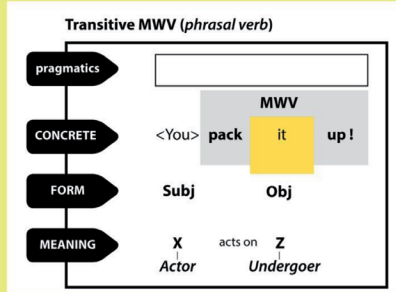 Transitive MWV (phrasal verb)
pragmatics
MWV
CONCRETE <You> pack it up !
FORM Subj Obj
MEANING X acts on Z
Actor Undergoer